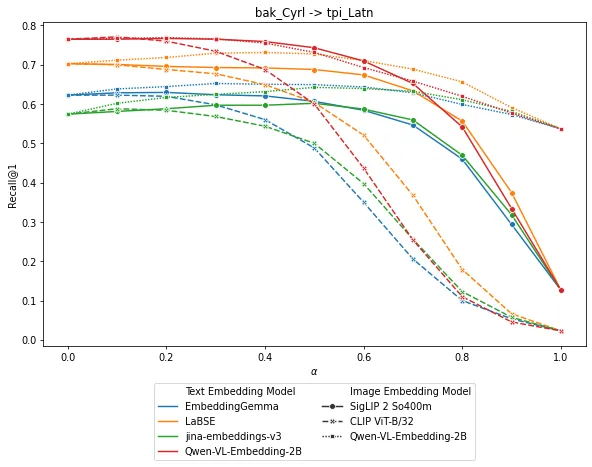 bak_Cyrl -> tpi_Latn
0.8
0.7
0.6
0.5
0.4
0.3
0.2
0.1
0.0
Recall@1
0.0 0.2 0.4 0.6 0.8 1.0
α
Text Embedding Model Image Embedding Model
EmbeddingGemma SigLIP 2 So400m
LaBSE CLIP ViT-B/32
jina-embeddings-v3 Qwen-VL-Embedding-2B
Qwen-VL-Embedding-2B